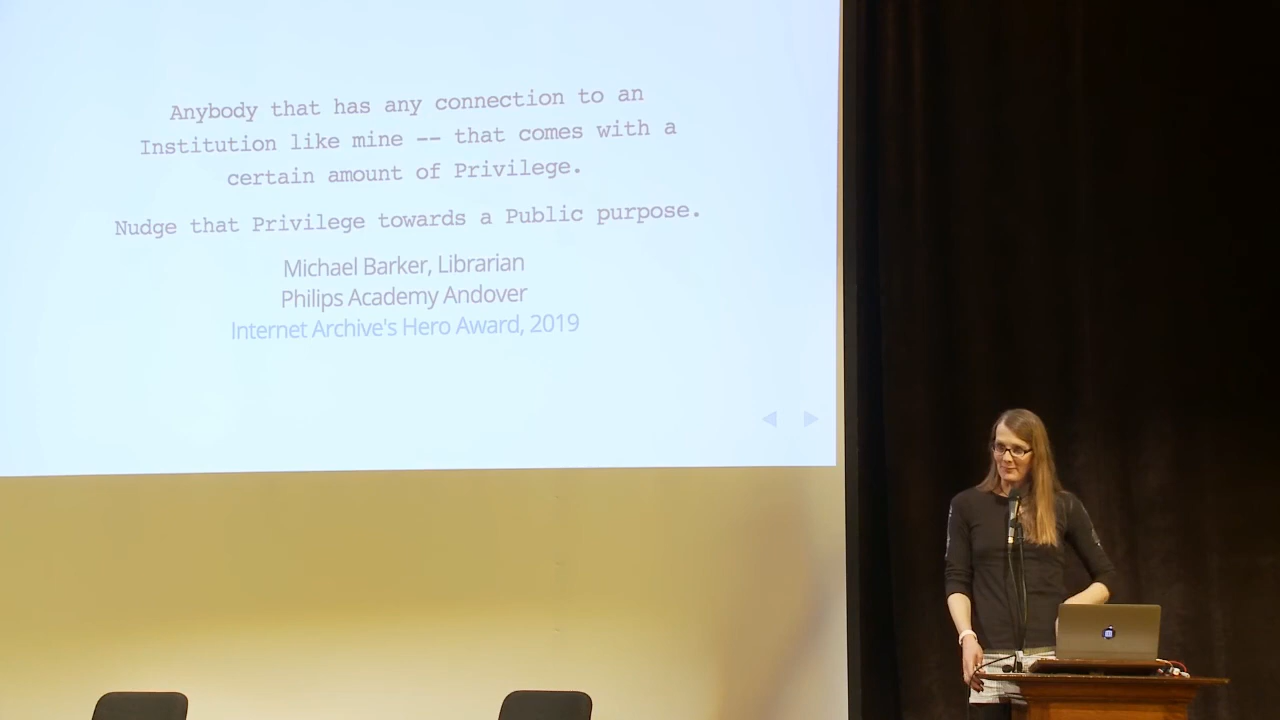 Anybody that has any connection to an
Institution like mine -- that comes with a
certain amount of Privilege.
Nudge that Privilege towards a Public purpose.
Michael Barker, Librarian
Philips Academy Andover
Internet Archive's Hero Award, 2019